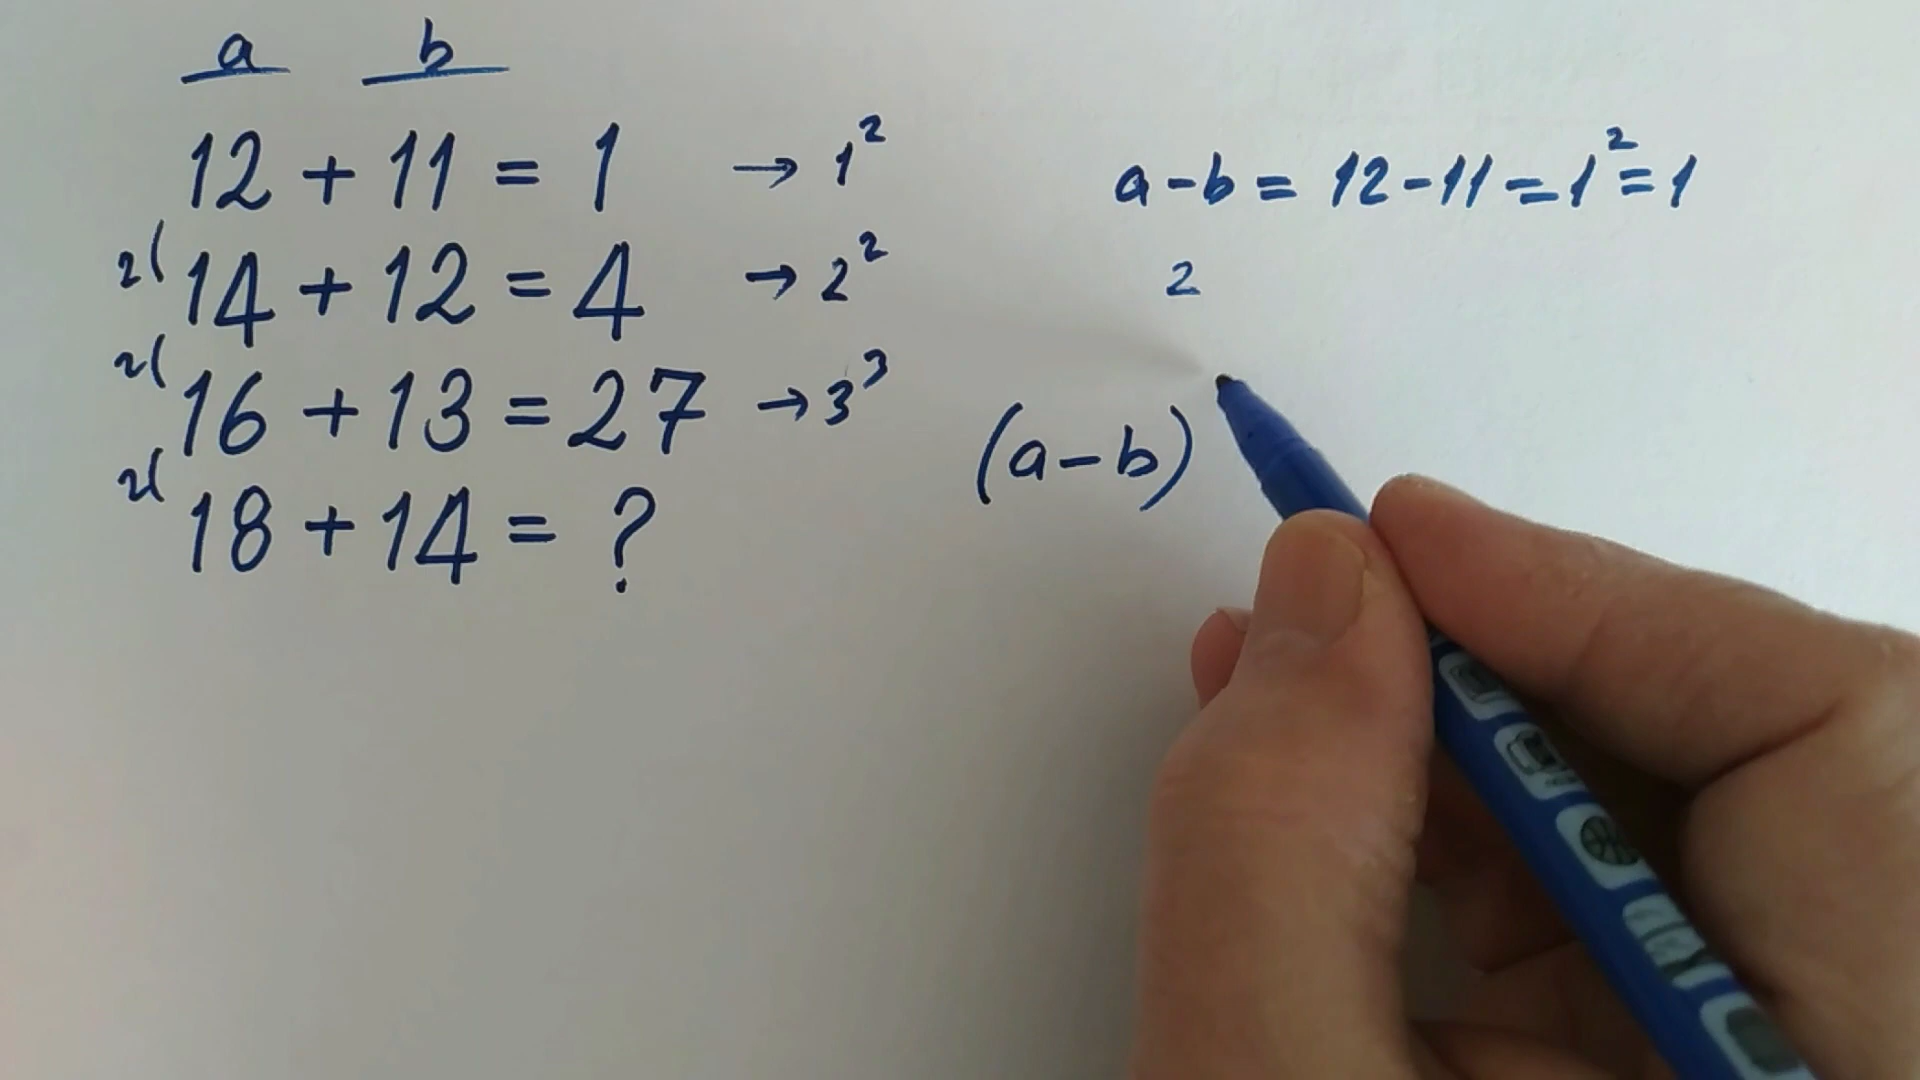 a b
12 + 11 = 1 → 1²
2( 14 + 12 = 4 → 2²
2( 16 + 13 = 27 → 3³
2( 18 + 14 = ?
a - b = 12 - 11 = 1² = 1
2
(a - b)